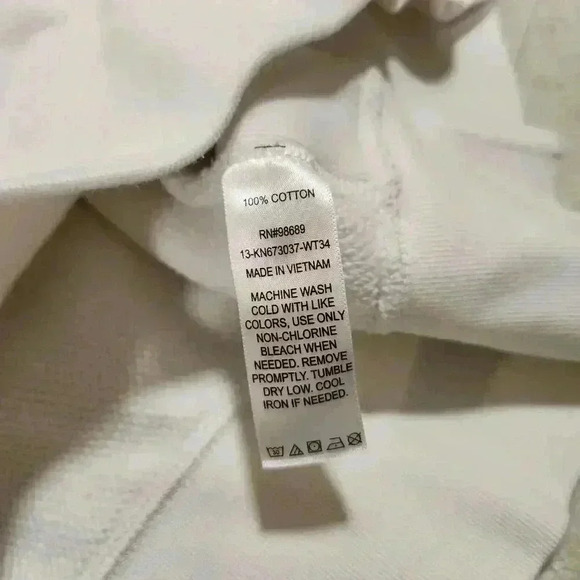 100% COTTON
RN#98689
13-KN673037-WT34
MADE IN VIETNAM
MACHINE WASH
COLD WITH LIKE
COLORS, USE ONLY
NON-CHLORINE
BLEACH WHEN
NEEDED. REMOVE
PROMPTLY. TUMBLE
DRY LOW. COOL
IRON IF NEEDED.